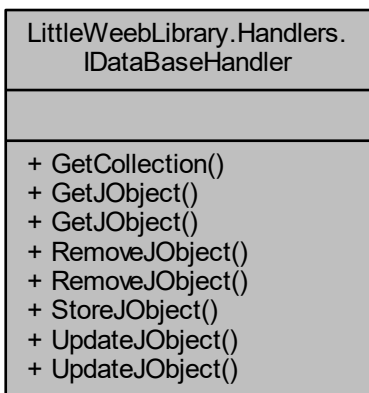 LittleWeebLibrary.Handlers.
IDataBaseHandler
+ GetCollection()
+ GetJObject()
+ GetJObject()
+ RemoveJObject()
+ RemoveJObject()
+ StoreJObject()
+ UpdateJObject()
+ UpdateJObject()